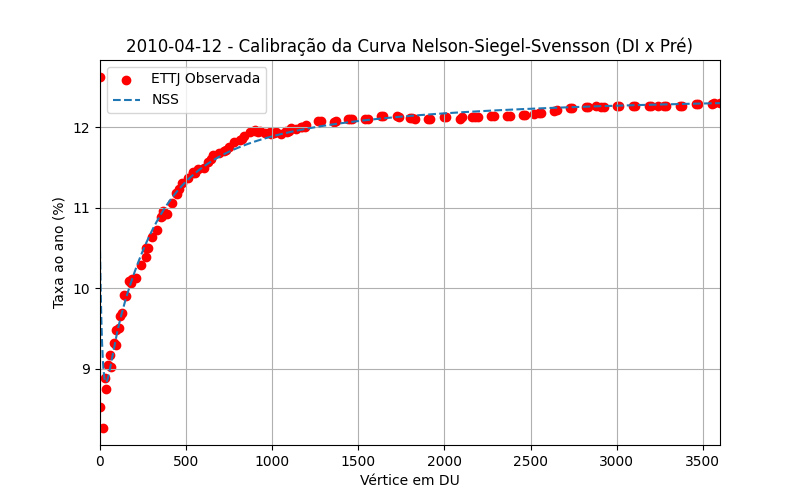 2010-04-12 - Calibração da Curva Nelson-Siegel-Svensson (DI x Pré)
ETTJ Observada
NSS
Taxa ao ano (%)
12
11
10
9
0 500 1000 1500 2000 2500 3000 3500
Vértice em DU